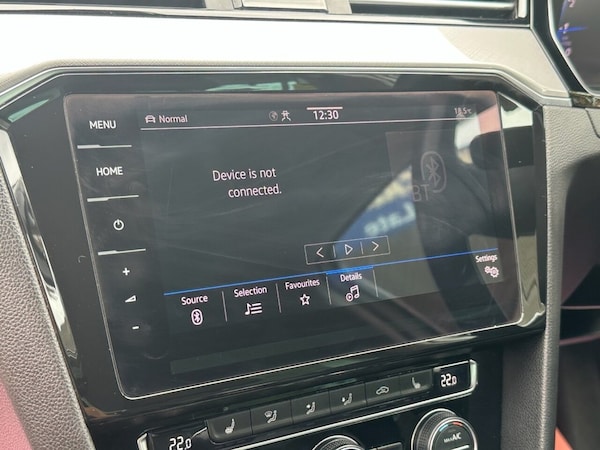 MENU
Normal
12:30
18.5°C
HOME
Device is not
connected.
+
-
Source
Selection
Favourites
Details
Settings
22.0
22.0
MAX A/C